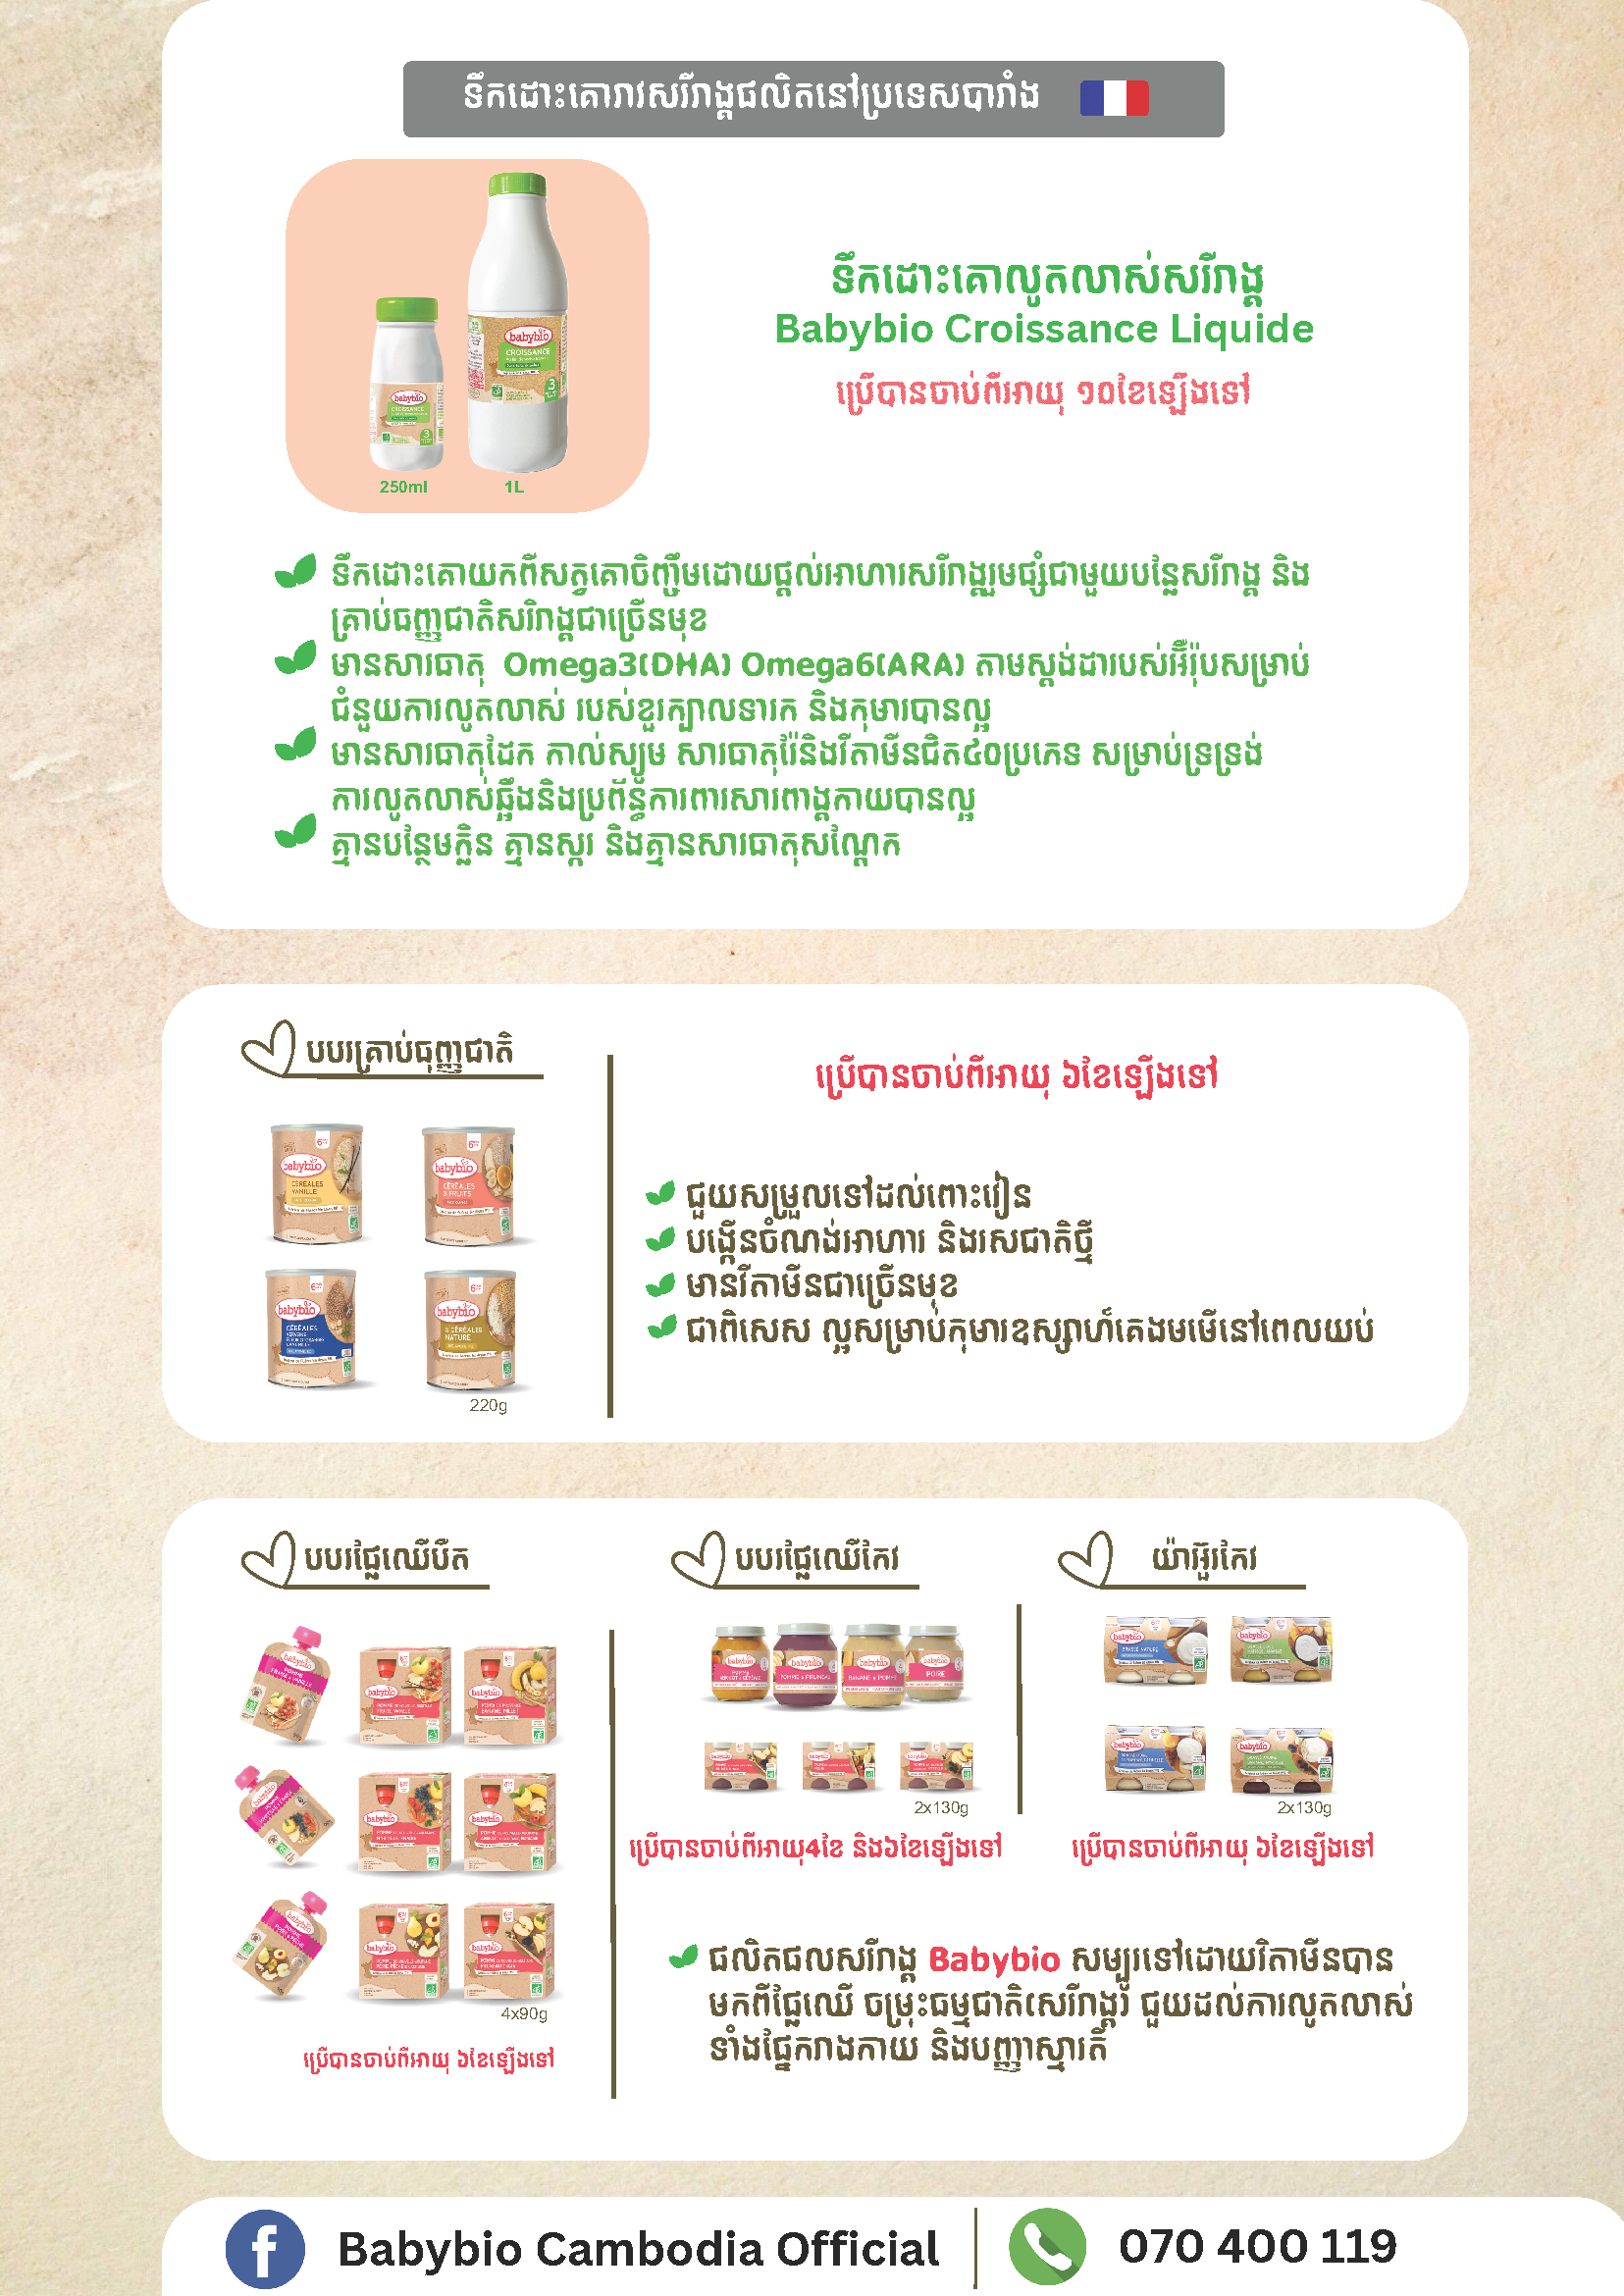 ទឹកដោះគោរាវសរីរាង្គផលិតនៅប្រទេសបារាំង
ទឹកដោះគោលូតលាស់សរីរាង្គ
Babybio Croissance Liquide
ប្រើបានចាប់ពីអាយុ ១០ខែឡើងទៅ
babybio
CROISSANCE
babybio
CROISSANCE
250ml
1L
ទឹកដោះគោយកពីសត្វគោចិញ្ចឹមដោយផ្តល់អាហារសរីរាង្គរួមផ្សំជាមួយបន្លែសរីរាង្គ និង
គ្រាប់ធញ្ញជាតិសរីរាង្គជាច្រើនមុខ
មានសារធាតុ Omega3(DHA) Omega6(ARA) តាមស្តង់ដារបស់អ៊ឺរ៉ុបសម្រាប់
ជំនួយការលូតលាស់ របស់ខួរក្បាលទារក និងកុមារបានល្អ
មានសារធាតុដែក កាល់ស្យូម សារធាតុរ៉ែនិងវីតាមីនជិត៤០ប្រភេទ សម្រាប់ទ្រទ្រង់
ការលូតលាស់ឆ្អឹងនិងប្រព័ន្ធការពារសារពាង្គកាយបានល្អ
គ្មានបន្ថែមក្លិន គ្មានស្ករ និងគ្មានសារធាតុសណ្តែក
បបរគ្រាប់ធុញ្ញជាតិ
ប្រើបានចាប់ពីអាយុ ៦ខែឡើងទៅ
babybio
CÉRÉALES
VANILLE
babybio
CÉRÉALES
3 FRUITS
babybio
CÉRÉALES
babybio
3 CÉRÉALES
NATURE
220g
ជួយសម្រួលទៅដល់ពោះវៀន
បង្កើនចំណង់អាហារ និងរសជាតិថ្មី
មានវីតាមីនជាច្រើនមុខ
ជាពិសេស ល្អសម្រាប់កុមារឧស្សាហ៍គេងមមើនៅពេលយប់
បបរផ្លែឈើបឺត
បបរផ្លែឈើកែវ
យ៉ាអ៊ួរកែវ
POMME & PRUNEAU
BANANE & POMME
POIRE
4x90g
ប្រើបានចាប់ពីអាយុ ៦ខែឡើងទៅ
2x130g
ប្រើបានចាប់ពីអាយុ4ខែ និង៦ខែឡើងទៅ
2x130g
ប្រើបានចាប់ពីអាយុ ៦ខែឡើងទៅ
ផលិតផលសរីរាង្គ Babybio សម្បូរទៅដោយវិតាមីនបាន
មកពីផ្លែឈើ ចម្រុះធម្មជាតិ(សរីរាង្គ) ជួយដល់ការលូតលាស់
ទាំងផ្នែករាងកាយ និងបញ្ញាស្មារតី
Babybio Cambodia Official
070 400 119